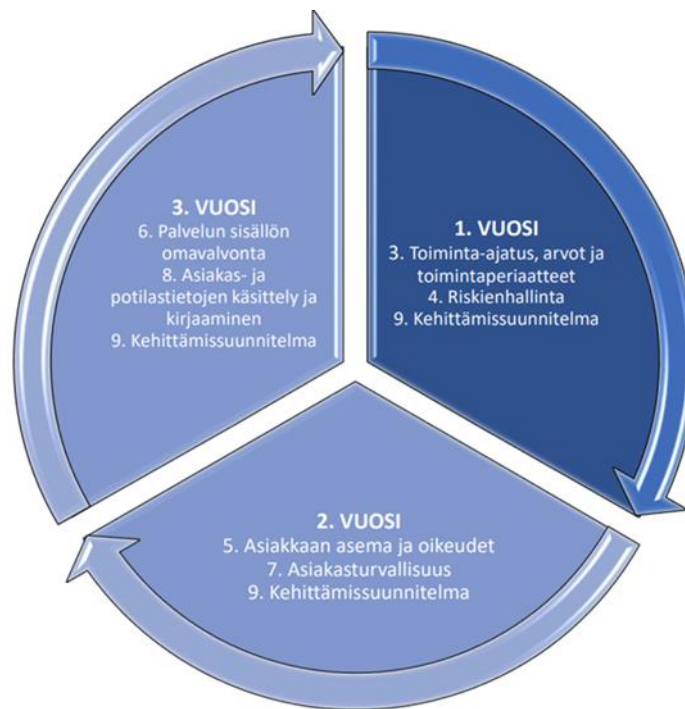 1. VUOSI
3. Toiminta-ajatus, arvot ja
toimintaperiaatteet
4. Riskienhallinta
9. Kehittämissuunnitelma
2. VUOSI
5. Asiakkaan asema ja oikeudet
7. Asiakasturvallisuus
9. Kehittämissuunnitelma
3. VUOSI
6. Palvelun sisällön
omavalvonta
8. Asiakas- ja
potilastietojen käsittely ja
kirjaaminen
9. Kehittämissuunnitelma